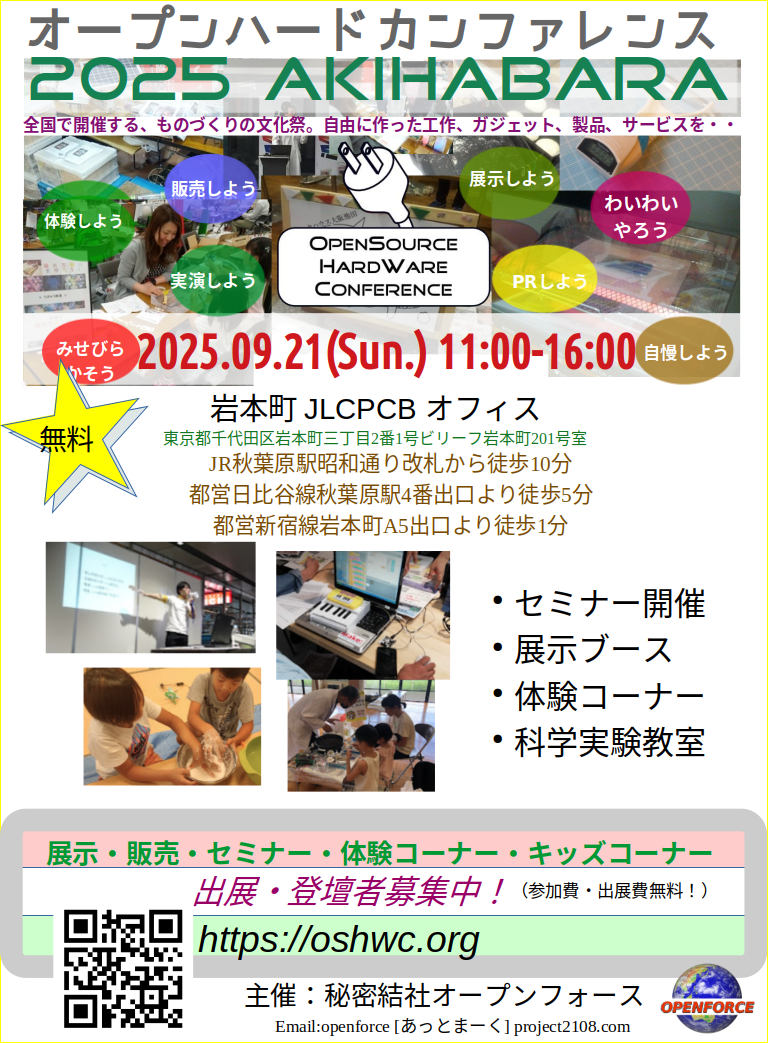 オープンハードカンファレンス
2025 AKIHABARA
全国で開催する、ものづくりの文化祭。自由に作った工作、ガジェット、製品、サービスを・・
販売しよう
展示しよう
体験しよう
わいわい
やろう
OpenSource
HardWare
Conference
実演しよう
PRしよう
みせびら
かそう
2025.09.21(Sun.) 11:00-16:00
自慢しよう
無料
岩本町 JLCPCB オフィス
東京都千代田区岩本町三丁目2番1号ビリーフ岩本町201号室
JR秋葉原駅昭和通り改札から徒歩10分
都営日比谷線秋葉原駅4番出口より徒歩5分
都営新宿線岩本町A5出口より徒歩1分
・セミナー開催
・展示ブース
・体験コーナー
・科学実験教室
展示・販売・セミナー・体験コーナー・キッズコーナー
出展・登壇者募集中！（参加費・出展費無料！）
https://oshwc.org
主催：秘密結社オープンフォース
OPENFORCE
Email:openforce [あっとまーく] project2108.com